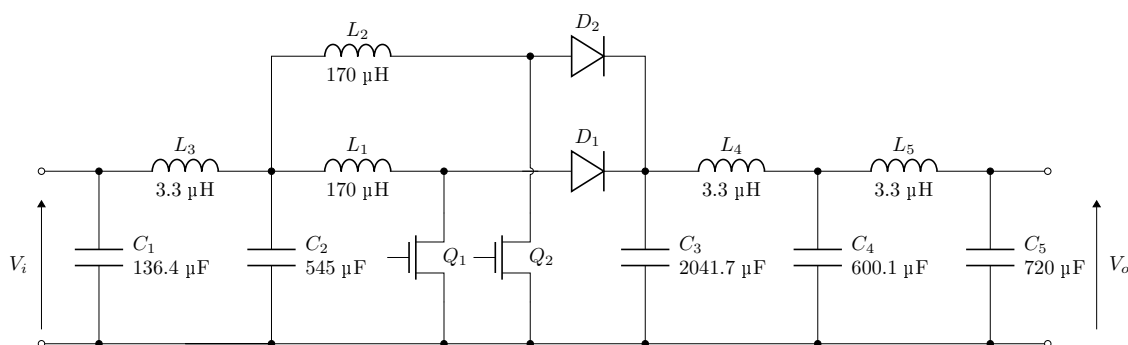 L₂
170 µH
D₂
L₃
3.3 µH
L₁
170 µH
D₁
L₄
3.3 µH
L₅
3.3 µH
Vᵢ
C₁
136.4 µF
C₂
545 µF
Q₁
Q₂
C₃
2041.7 µF
C₄
600.1 µF
C₅
720 µF
Vₒ